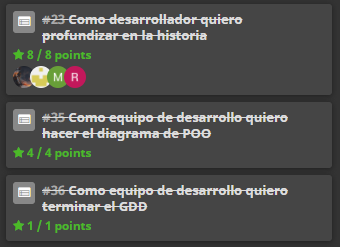 #23 Como desarrollador quiero
profundizar en la historia
8 / 8 points
M R
#35 Como equipo de desarrollo quiero
hacer el diagrama de POO
4 / 4 points
#36 Como equipo de desarrollo quiero
terminar el GDD
1 / 1 points